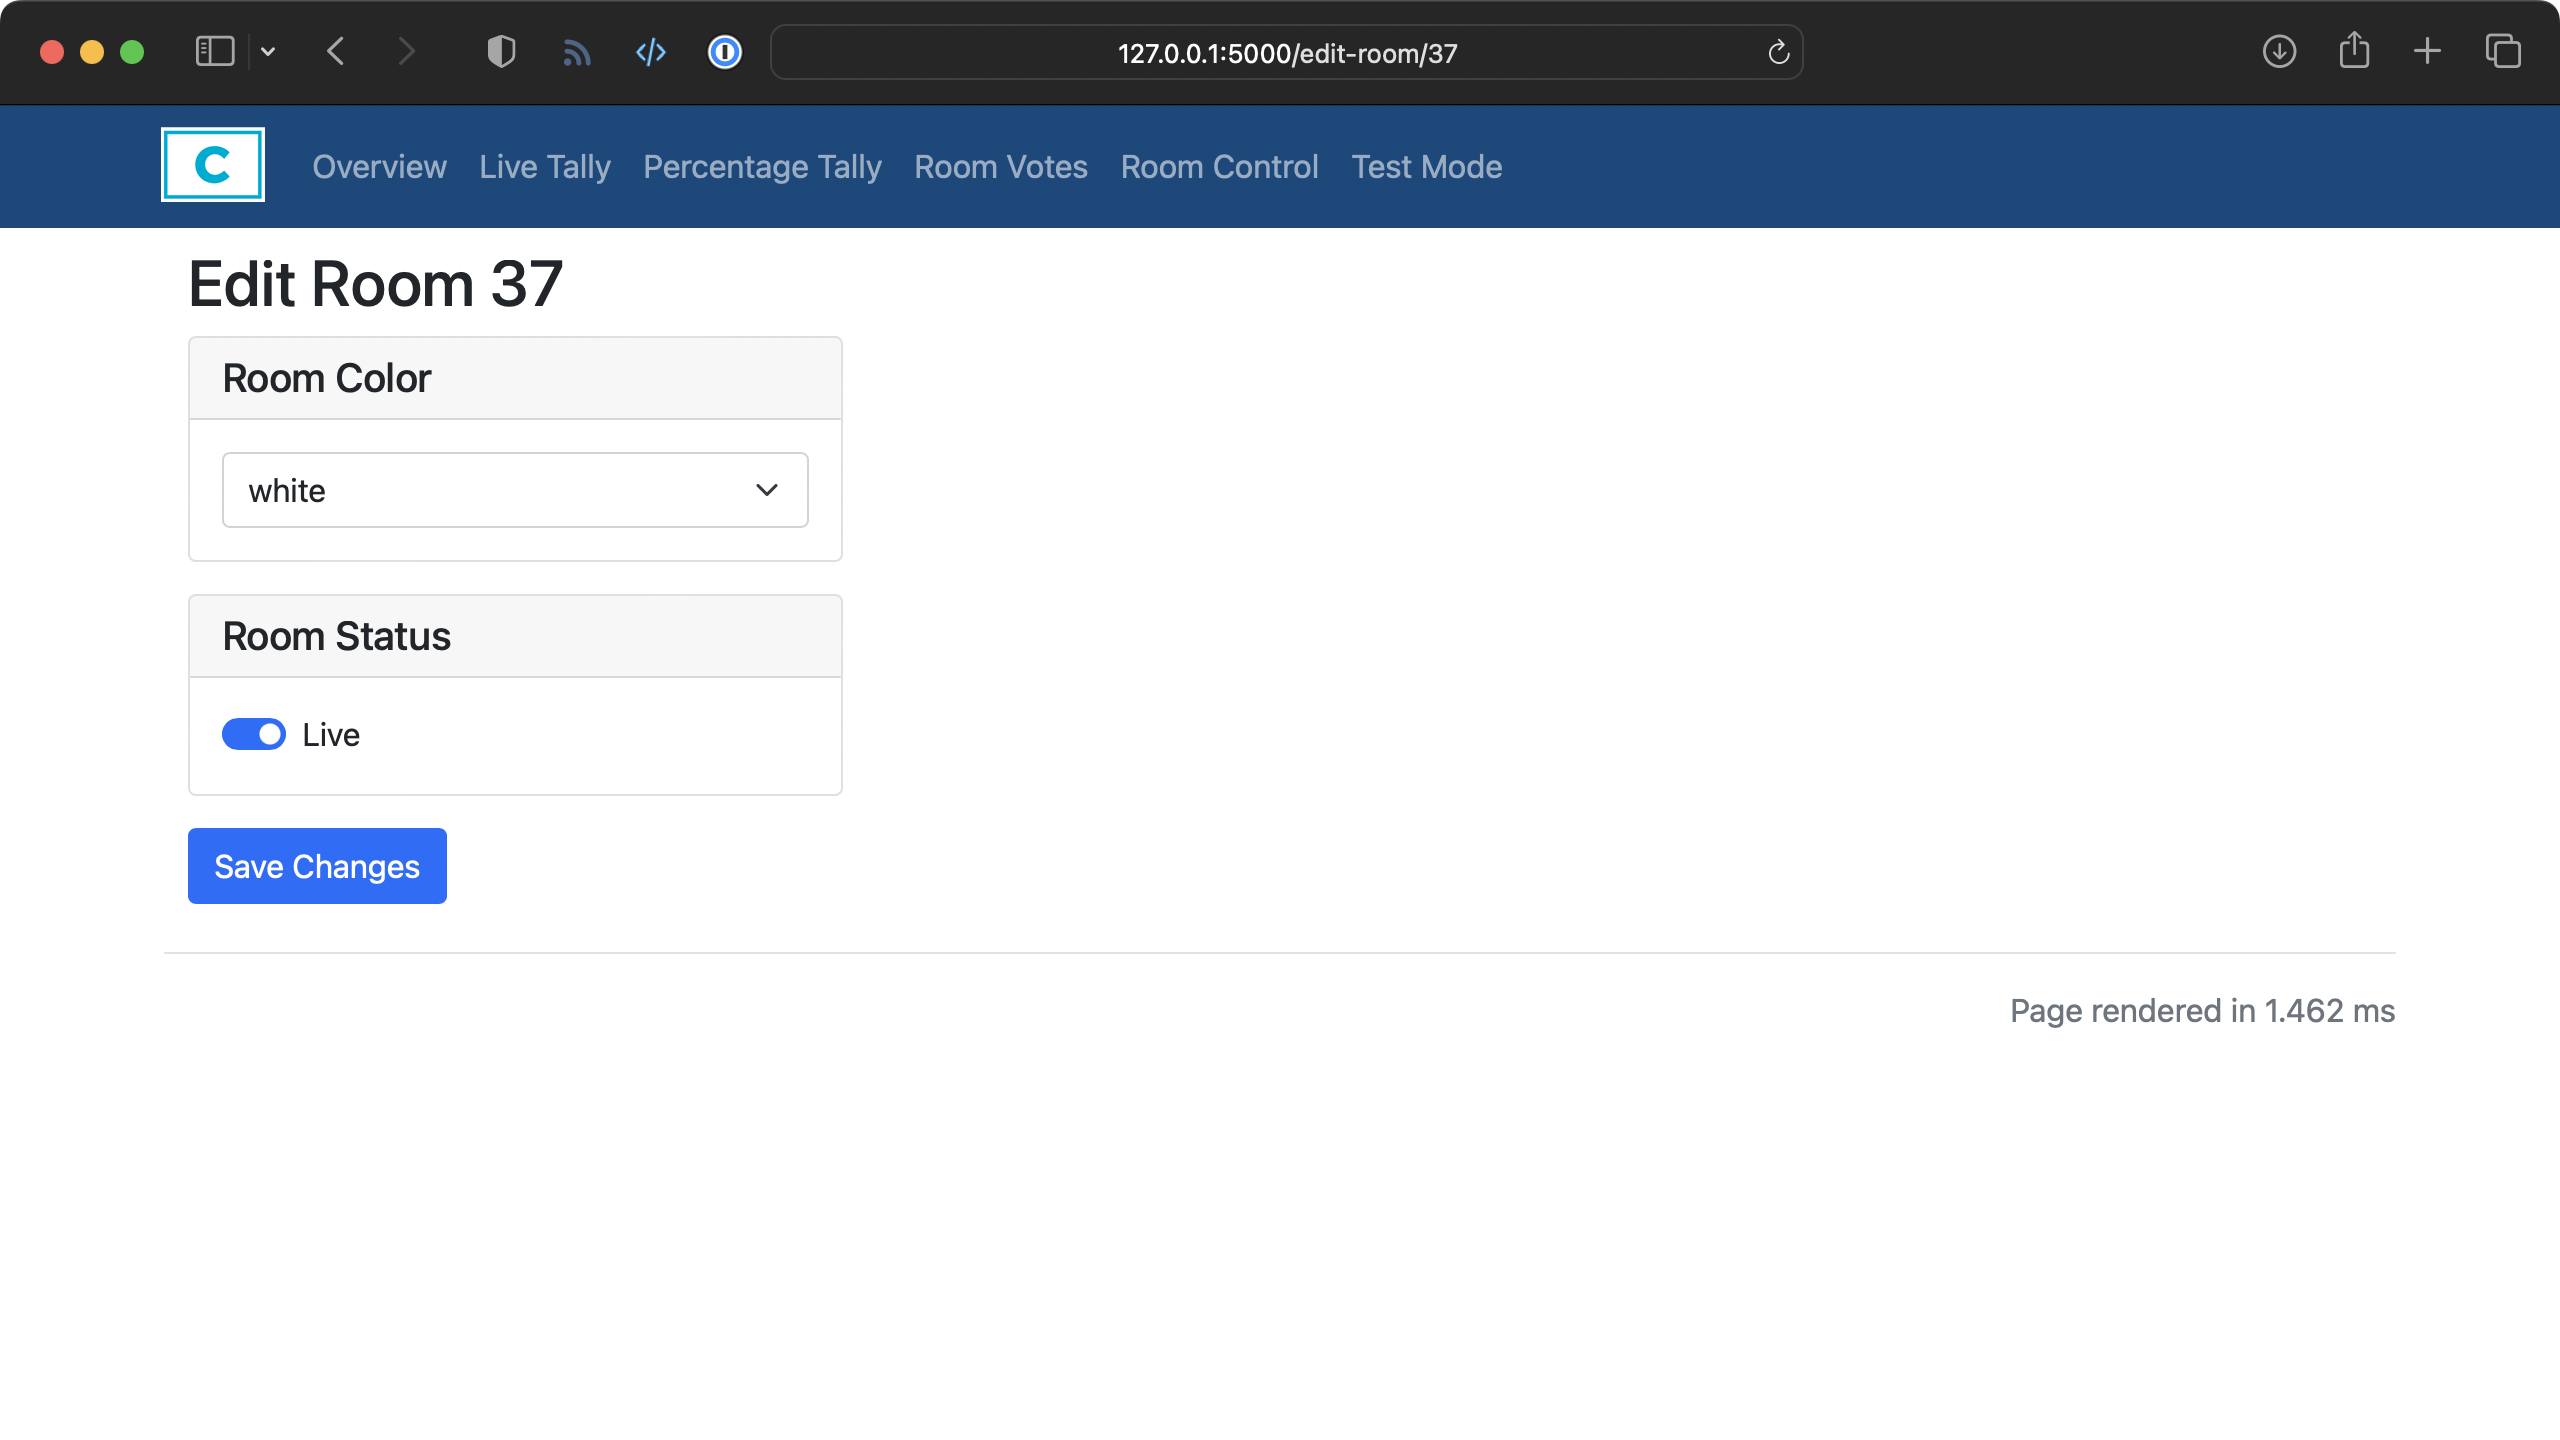 127.0.0.1:5000/edit-room/37
C
Overview Live Tally Percentage Tally Room Votes Room Control Test Mode
Edit Room 37
Room Color
white
Room Status
Live
Save Changes
Page rendered in 1.462 ms